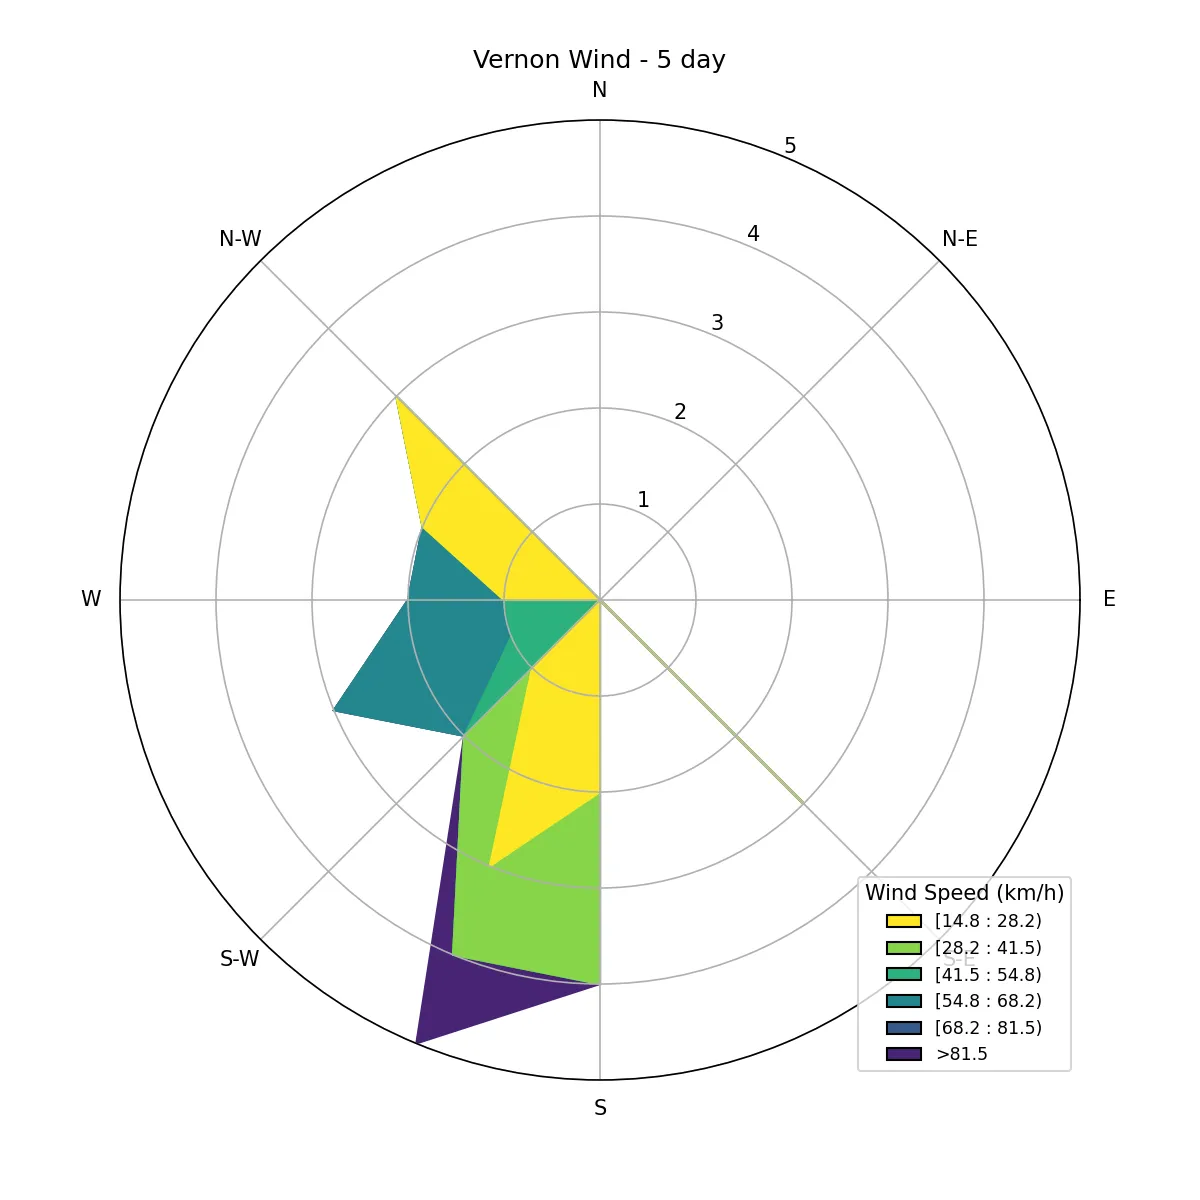 Vernon Wind - 5 day
N
5
N-W
N-E
4
3
2
1
W
E
S-W
S-E
S
Wind Speed (km/h)
[14.8 : 28.2)
[28.2 : 41.5)
[41.5 : 54.8)
[54.8 : 68.2)
[68.2 : 81.5)
>81.5